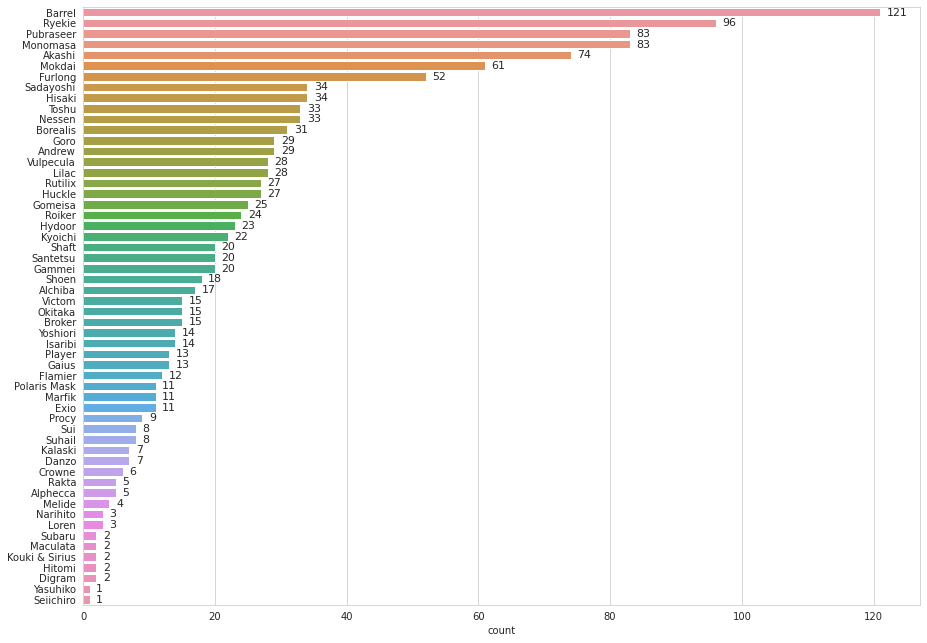 Barrel 121
Ryekie 96
Pubraseer 83
Monomasa 83
Akashi 74
Mokdai 61
Furlong 52
Sadayoshi 34
Hisaki 34
Toshu 33
Nessen 33
Borealis 31
Goro 29
Andrew 29
Vulpecula 28
Lilac 28
Rutilix 27
Huckle 27
Gomeisa 25
Roiker 24
Hydoor 23
Kyoichi 22
Shaft 20
Santetsu 20
Gammei 20
Shoen 18
Alchiba 17
Victom 15
Okitaka 15
Broker 15
Yoshiori 14
Isaribi 14
Player 13
Gaius 13
Flamier 12
Polaris Mask 11
Marfik 11
Exio 11
Procy 9
Sui 8
Suhail 8
Kalaski 7
Danzo 7
Crowne 6
Rakta 5
Alphecca 5
Melide 4
Narihito 3
Loren 3
Subaru 2
Maculata 2
Kouki & Sirius 2
Hitomi 2
Digram 2
Yasuhiko 1
Seiichiro 1
0 20 40 60 80 100 120
count